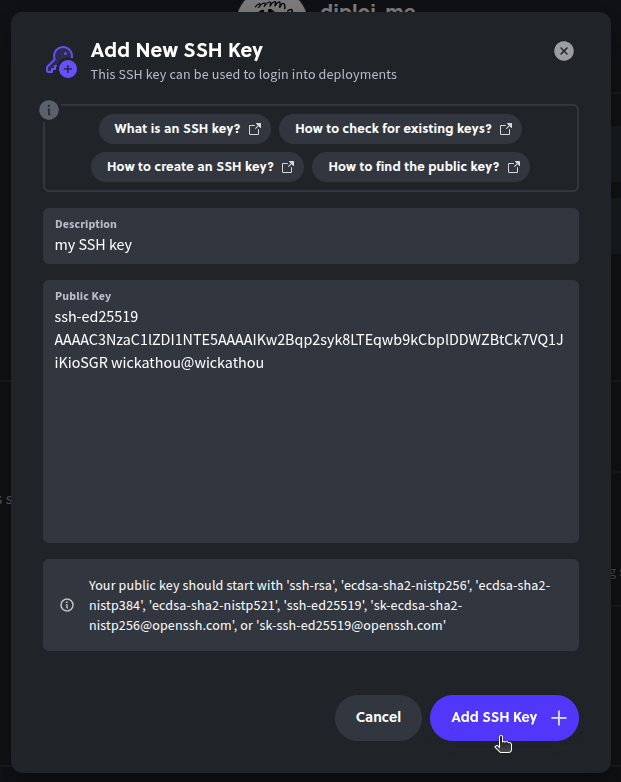 diploi-me
Add New SSH Key
This SSH key can be used to login into deployments
What is an SSH key?
How to check for existing keys?
How to create an SSH key?
How to find the public key?
Description
my SSH key
Public Key
ssh-ed25519
AAAAC3NzaC1lZDI1NTE5AAAAIKw2Bqp2syk8LTEqwb9kCbplDDWZBtCk7VQ1J
iKioSGR wickathou@wickathou
Your public key should start with 'ssh-rsa', 'ecdsa-sha2-nistp256', 'ecdsa-sha2-
nistp384', 'ecdsa-sha2-nistp521', 'ssh-ed25519', 'sk-ecdsa-sha2-
nistp256@openssh.com', or 'sk-ssh-ed25519@openssh.com'
Cancel
Add SSH Key